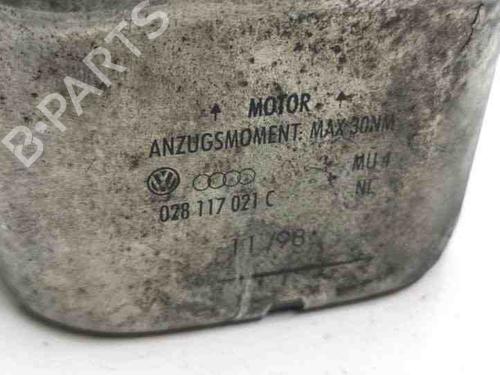 B-PARTS
↑ MOTOR ↑
ANZUGSMOMENT: MAX 30NM
MU 4
028 117 021 C
NL
11/98